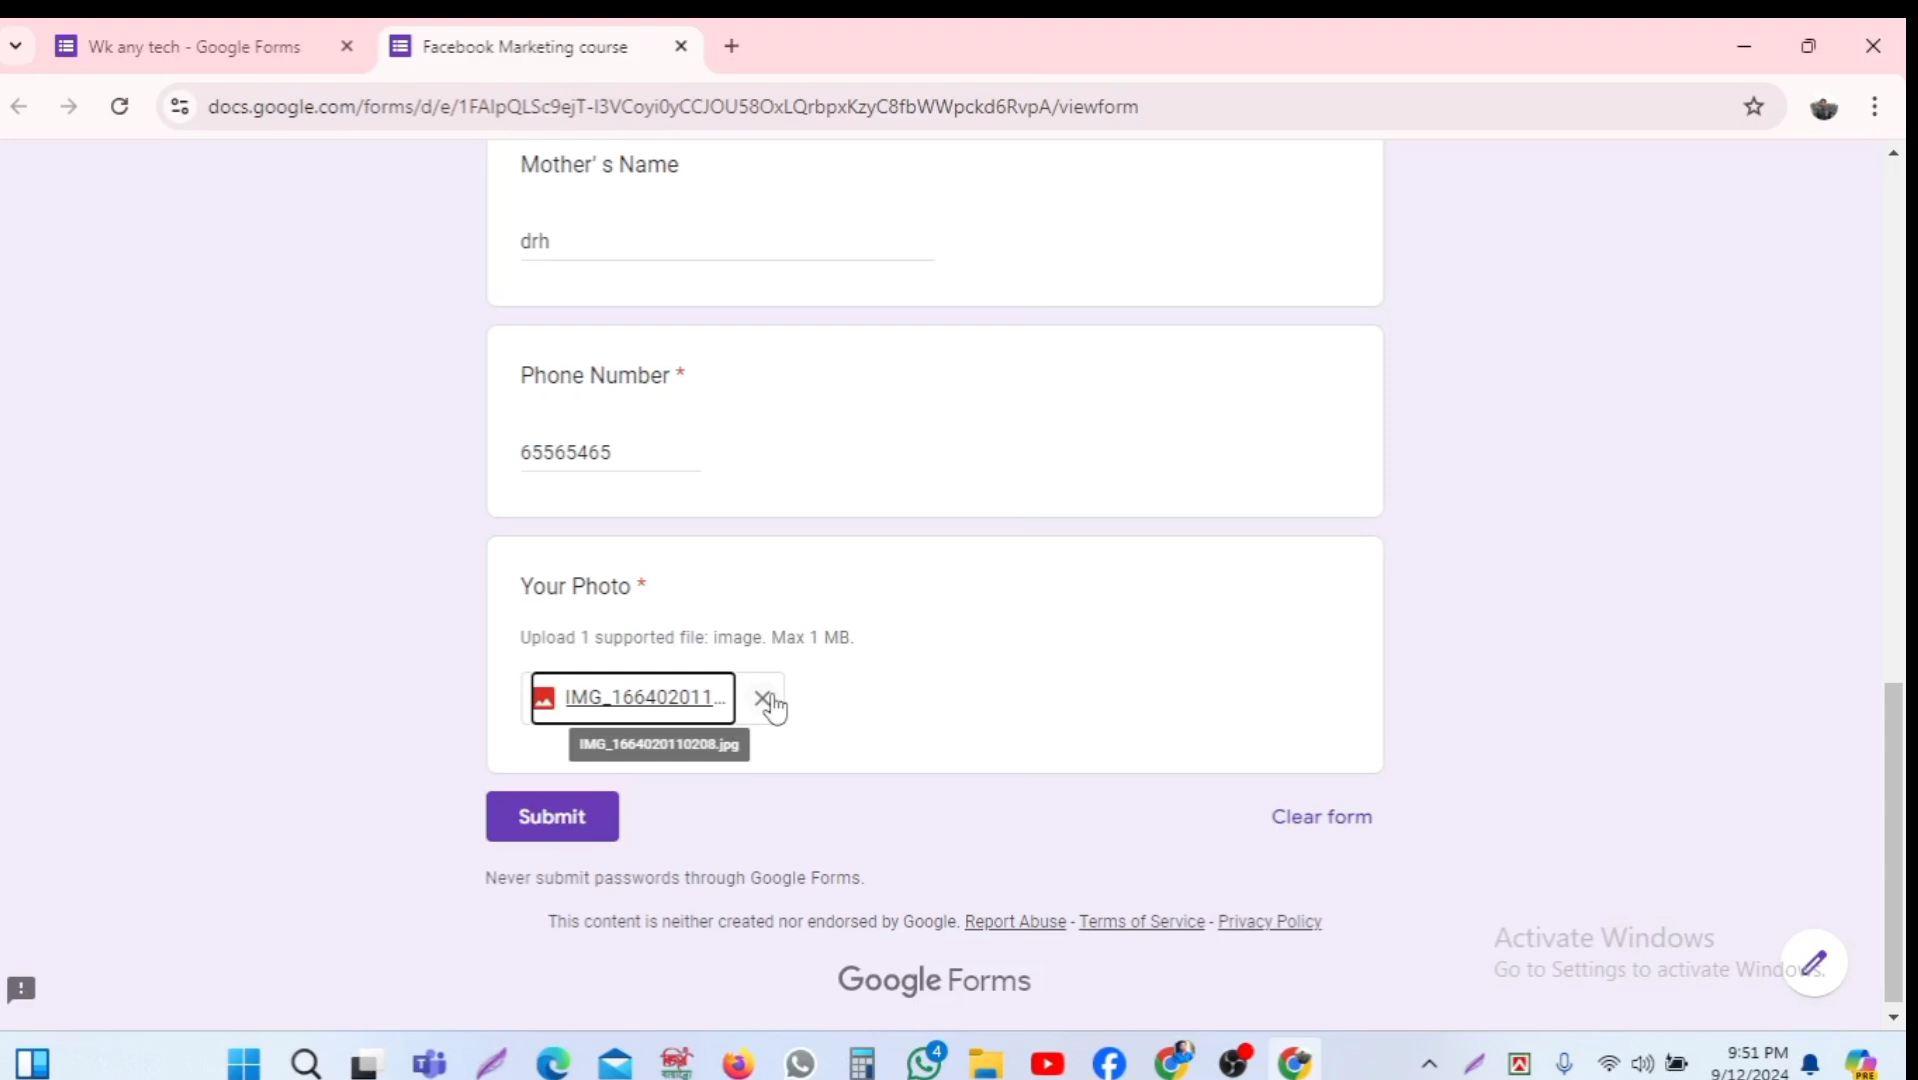 Wk any tech - Google Forms
Facebook Marketing course
docs.google.com/forms/d/e/1FAIpQLSc9ejT-I3VCoyi0yCCJOU58OxLQrbpxKzyC8fbWWpckd6RvpA/viewform
Mother' s Name
drh
Phone Number *
65565465
Your Photo *
Upload 1 supported file: image. Max 1 MB.
IMG_166402011...
IMG_1664020110208.jpg
Submit
Clear form
Never submit passwords through Google Forms.
This content is neither created nor endorsed by Google. Report Abuse - Terms of Service - Privacy Policy
Google Forms
Activate Windows
Go to Settings to activate Windows.
4
9:51 PM
9/12/2024
PRE